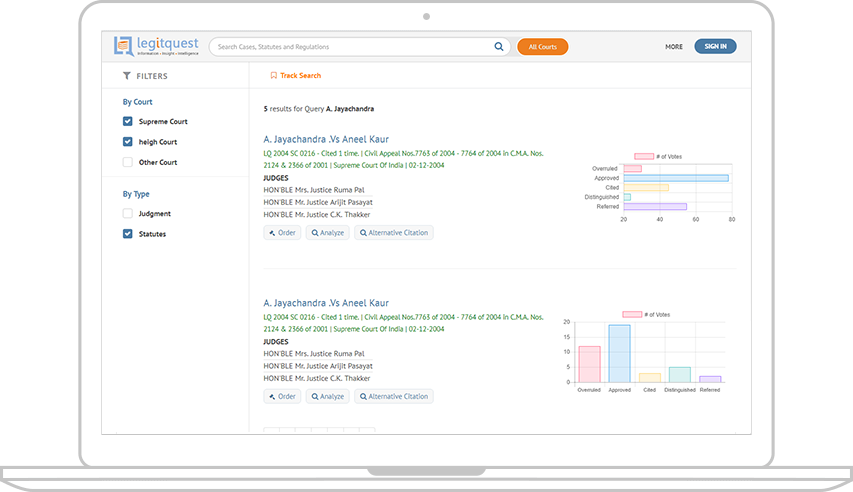 legitquest
Information - Insight - Intelligence
Search Cases, Statutes and Regulations
All Courts
MORE
SIGN IN
FILTERS
Track Search
By Court
Supreme Court
heigh Court
Other Court
By Type
Judgment
Statutes
5 results for Query A. Jayachandra
A. Jayachandra .Vs Aneel Kaur
LQ 2004 SC 0216 - Cited 1 time. | Civil Appeal Nos.7763 of 2004 - 7764 of 2004 in C.M.A. Nos.
2124 & 2366 of 2001 | Supreme Court Of India | 02-12-2004
JUDGES
HON'BLE Mrs. Justice Ruma Pal
HON'BLE Mr. Justice Arijit Pasayat
HON'BLE Mr. Justice C.K. Thakker
Order
Analyze
Alternative Citation
# of Votes
Overruled
Approved
Cited
Distinguished
Referred
20 40 60 80
A. Jayachandra .Vs Aneel Kaur
LQ 2004 SC 0216 - Cited 1 time. | Civil Appeal Nos.7763 of 2004 - 7764 of 2004 in C.M.A. Nos.
2124 & 2366 of 2001 | Supreme Court Of India | 02-12-2004
JUDGES
HON'BLE Mrs. Justice Ruma Pal
HON'BLE Mr. Justice Arijit Pasayat
HON'BLE Mr. Justice C.K. Thakker
Order
Analyze
Alternative Citation
# of Votes
20
15
10
5
0
Overruled Approved Cited Distinguished Referred